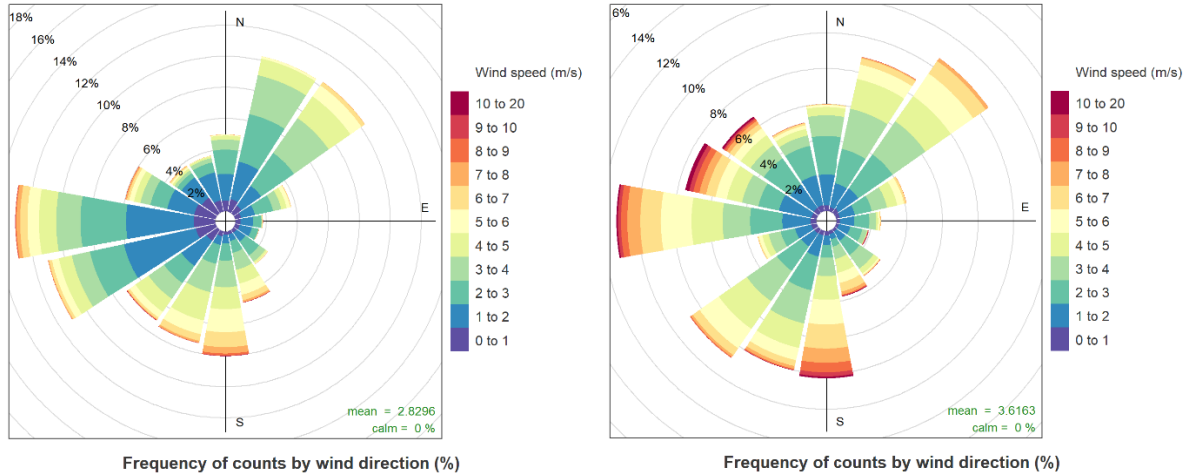 18%
16%
14%
12%
10%
8%
6%
4%
2%
N
E
S
mean = 2.8296
calm = 0 %
Wind speed (m/s)
10 to 20
9 to 10
8 to 9
7 to 8
6 to 7
5 to 6
4 to 5
3 to 4
2 to 3
1 to 2
0 to 1
Frequency of counts by wind direction (%)
6%
14%
12%
10%
8%
6%
4%
2%
N
E
S
mean = 3.6163
calm = 0 %
Wind speed (m/s)
10 to 20
9 to 10
8 to 9
7 to 8
6 to 7
5 to 6
4 to 5
3 to 4
2 to 3
1 to 2
0 to 1
Frequency of counts by wind direction (%)